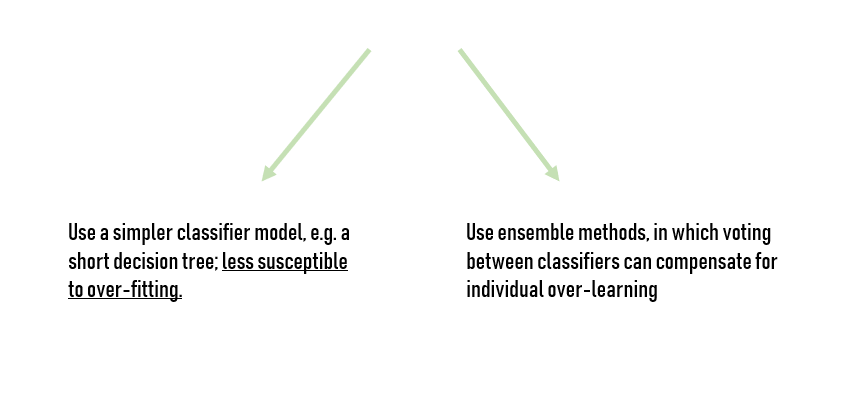 Use a simpler classifier model, e.g. a
short decision tree; less susceptible
to over-fitting.
Use ensemble methods, in which voting
between classifiers can compensate for
individual over-learning